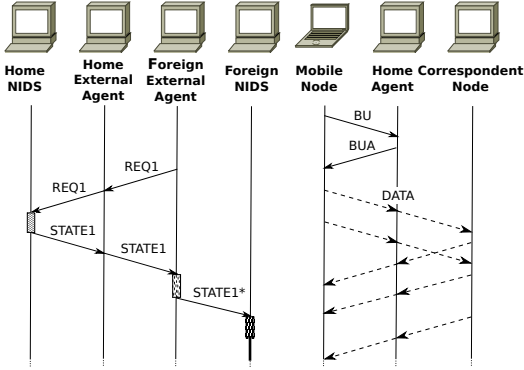 Home NIDS
Home External Agent
Foreign External Agent
Foreign NIDS
Mobile Node
Home Agent
Correspondent Node
BU
BUA
REQ1
REQ1
DATA
STATE1
STATE1
STATE1*